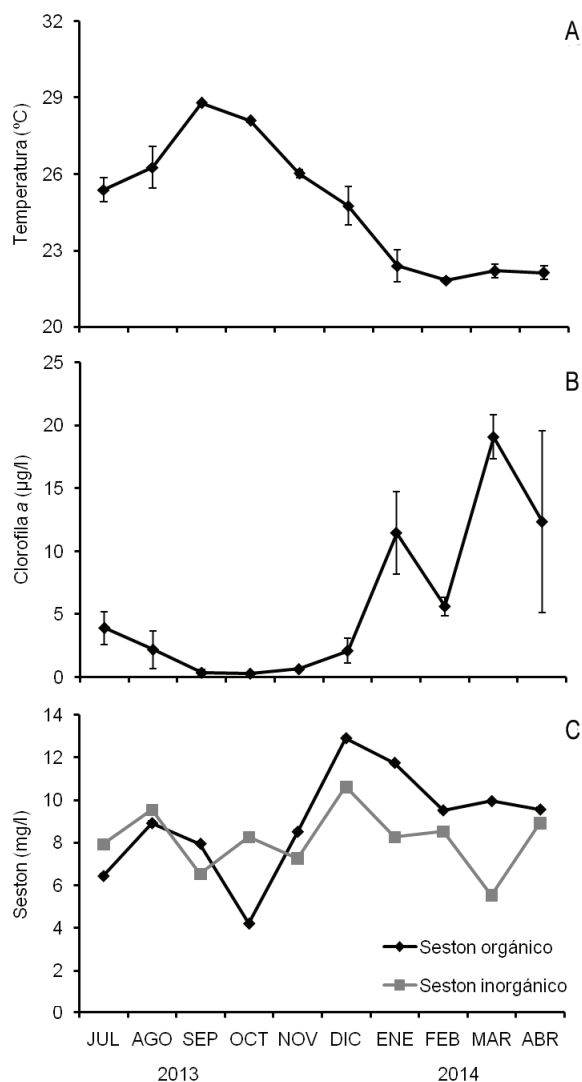 A
Temperatura (ºC)
32
29
26
23
20
B
Clorofila a (µg/l)
25
20
15
10
5
0
C
Seston (mg/l)
14
12
10
8
6
4
2
0
Seston orgánico
Seston inorgánico
JUL AGO SEP OCT NOV DIC ENE FEB MAR ABR
2013 2014